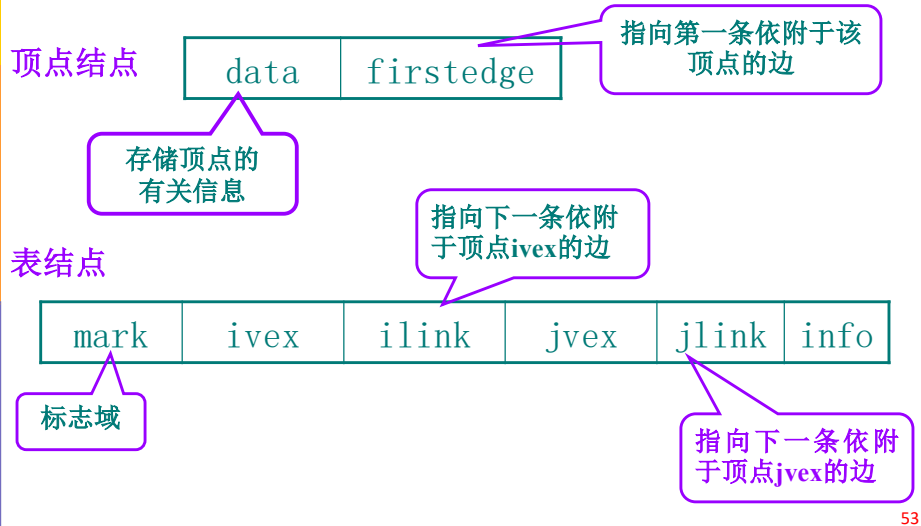 指向第一条依附于该
顶点的边
顶点结点
data firstedge
存储顶点的
有关信息
指向下一条依附
于顶点ivex的边
表结点
mark ivex ilink jvex jlink info
标志域
指向下一条依附
于顶点jvex的边
53